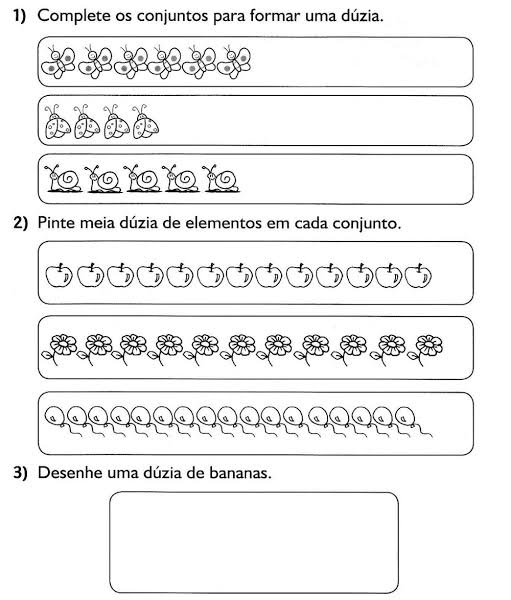 1) Complete os conjuntos para formar uma dúzia.
2) Pinte meia dúzia de elementos em cada conjunto.
3) Desenhe uma dúzia de bananas.